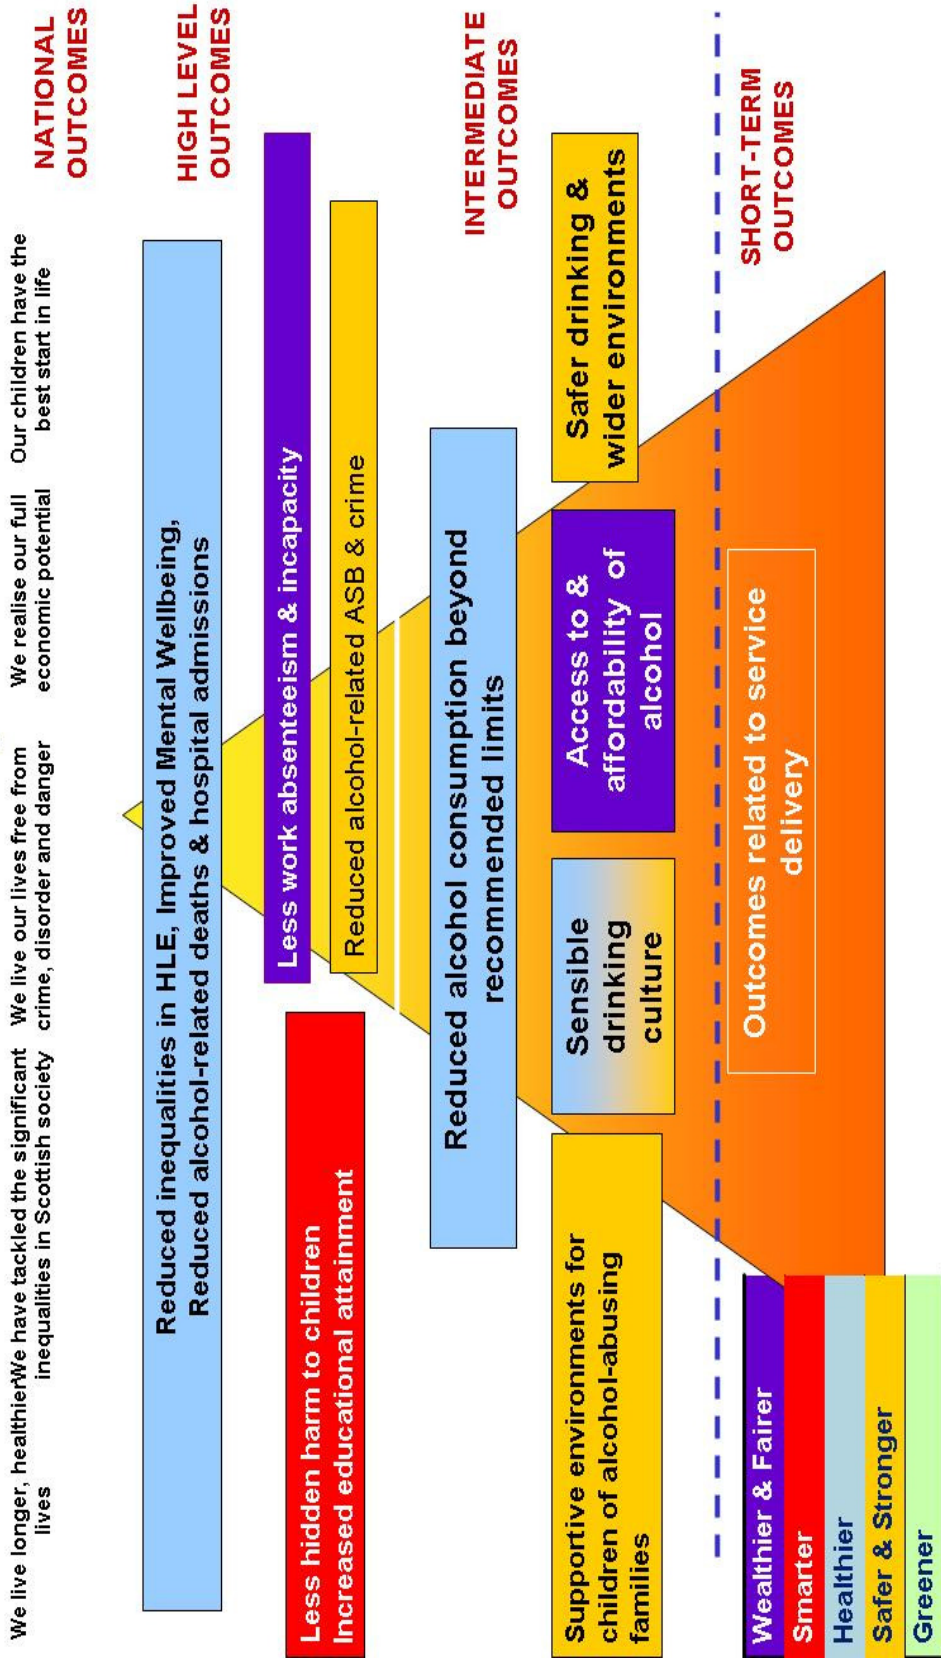 We live longer, healthier
lives
We have tackled the significant
inequalities in Scottish society
We live our lives free from
crime, disorder and danger
We realise our full
economic potential
Our children have the
best start in life
NATIONAL
OUTCOMES
Reduced inequalities in HLE, Improved Mental Wellbeing,
Reduced alcohol-related deaths & hospital admissions
HIGH LEVEL
OUTCOMES
Less hidden harm to children
Increased educational attainment
Less work absenteeism & incapacity
Reduced alcohol-related ASB & crime
Reduced alcohol consumption beyond
recommended limits
INTERMEDIATE
OUTCOMES
Supportive environments for
children of alcohol-abusing
families
Sensible
drinking
culture
Access to &
affordability of
alcohol
Safer drinking &
wider environments
SHORT-TERM
OUTCOMES
Outcomes related to service
delivery
Wealthier & Fairer
Smarter
Healthier
Safer & Stronger
Greener